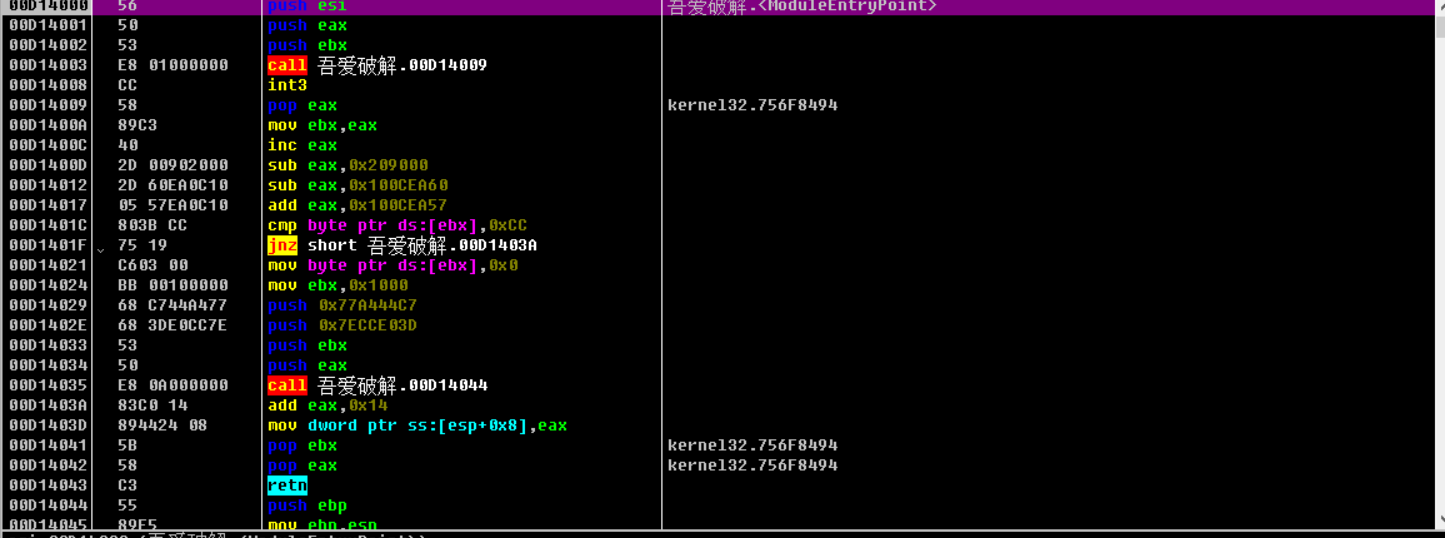 00D14000 56 push esi 吾爱破解.<ModuleEntryPoint>
00D14001 50 push eax
00D14002 53 push ebx
00D14003 E8 01000000 call 吾爱破解.00D14009
00D14008 CC int3
00D14009 58 pop eax kernel32.756F8494
00D1400A 89C3 mov ebx,eax
00D1400C 40 inc eax
00D1400D 2D 00902000 sub eax,0x209000
00D14012 2D 60EA0C10 sub eax,0x100CEA60
00D14017 05 57EA0C10 add eax,0x100CEA57
00D1401C 803B CC cmp byte ptr ds:[ebx],0xCC
00D1401F 75 19 jnz short 吾爱破解.00D1403A
00D14021 C603 00 mov byte ptr ds:[ebx],0x0
00D14024 BB 00100000 mov ebx,0x1000
00D14029 68 C744A477 push 0x77A444C7
00D1402E 68 3DE0CC7E push 0x7ECCE03D
00D14033 53 push ebx
00D14034 50 push eax
00D14035 E8 0A000000 call 吾爱破解.00D14044
00D1403A 83C0 14 add eax,0x14
00D1403D 894424 08 mov dword ptr ss:[esp+0x8],eax
00D14041 5B pop ebx kernel32.756F8494
00D14042 58 pop eax kernel32.756F8494
00D14043 C3 retn
00D14044 55 push ebp
00D14045 89E5 mov ebp,esp